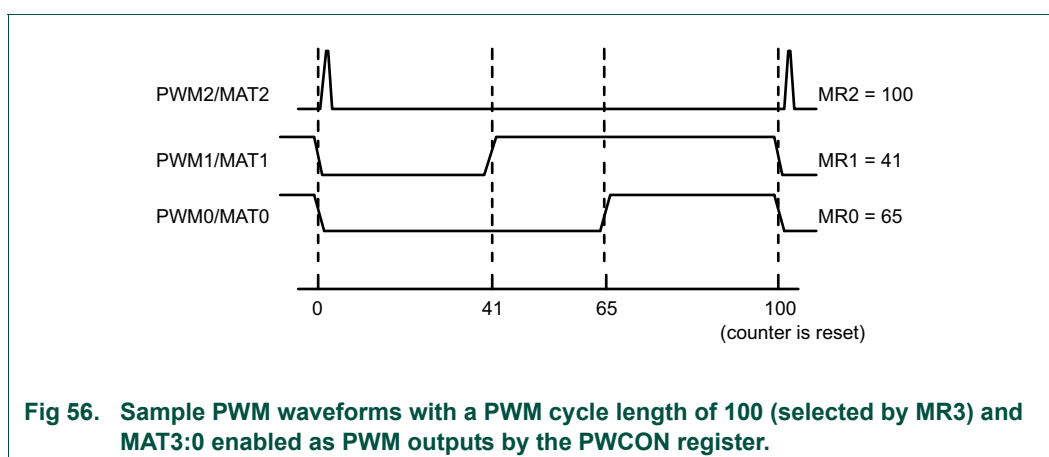 PWM2/MAT2
MR2 = 100
PWM1/MAT1
MR1 = 41
PWM0/MAT0
MR0 = 65
0
41
65
100
(counter is reset)
Fig 56. Sample PWM waveforms with a PWM cycle length of 100 (selected by MR3) and
MAT3:0 enabled as PWM outputs by the PWCON register.